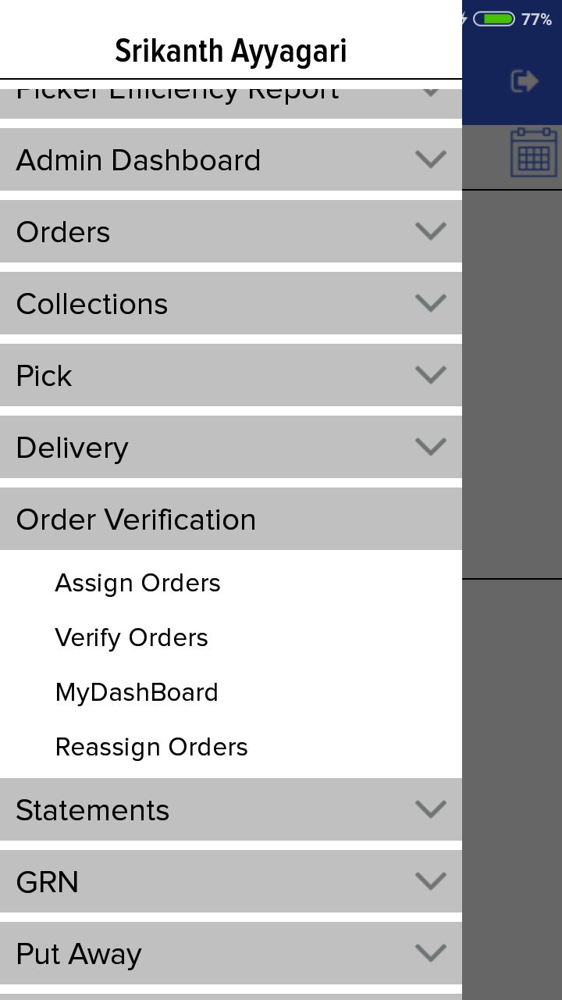 77%
Srikanth Ayyagari
Picker Efficiency Report
Admin Dashboard
Orders
Collections
Pick
Delivery
Order Verification
Assign Orders
Verify Orders
MyDashBoard
Reassign Orders
Statements
GRN
Put Away